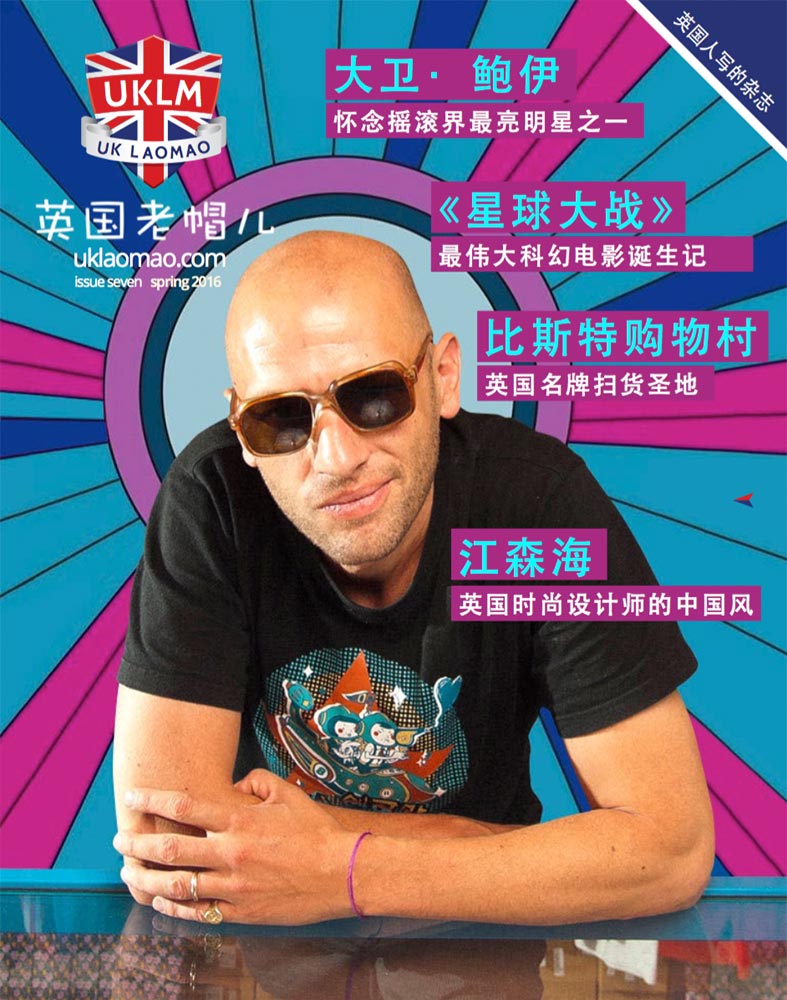 UKLM
UK LAOMAO
英国老帽儿
uklaomao.com
issue seven spring 2016
英国人写的杂志
大卫·鲍伊
怀念摇滚界最亮明星之一
《星球大战》
最伟大科幻电影诞生记
比斯特购物村
英国名牌扫货圣地
江森海
英国时尚设计师的中国风